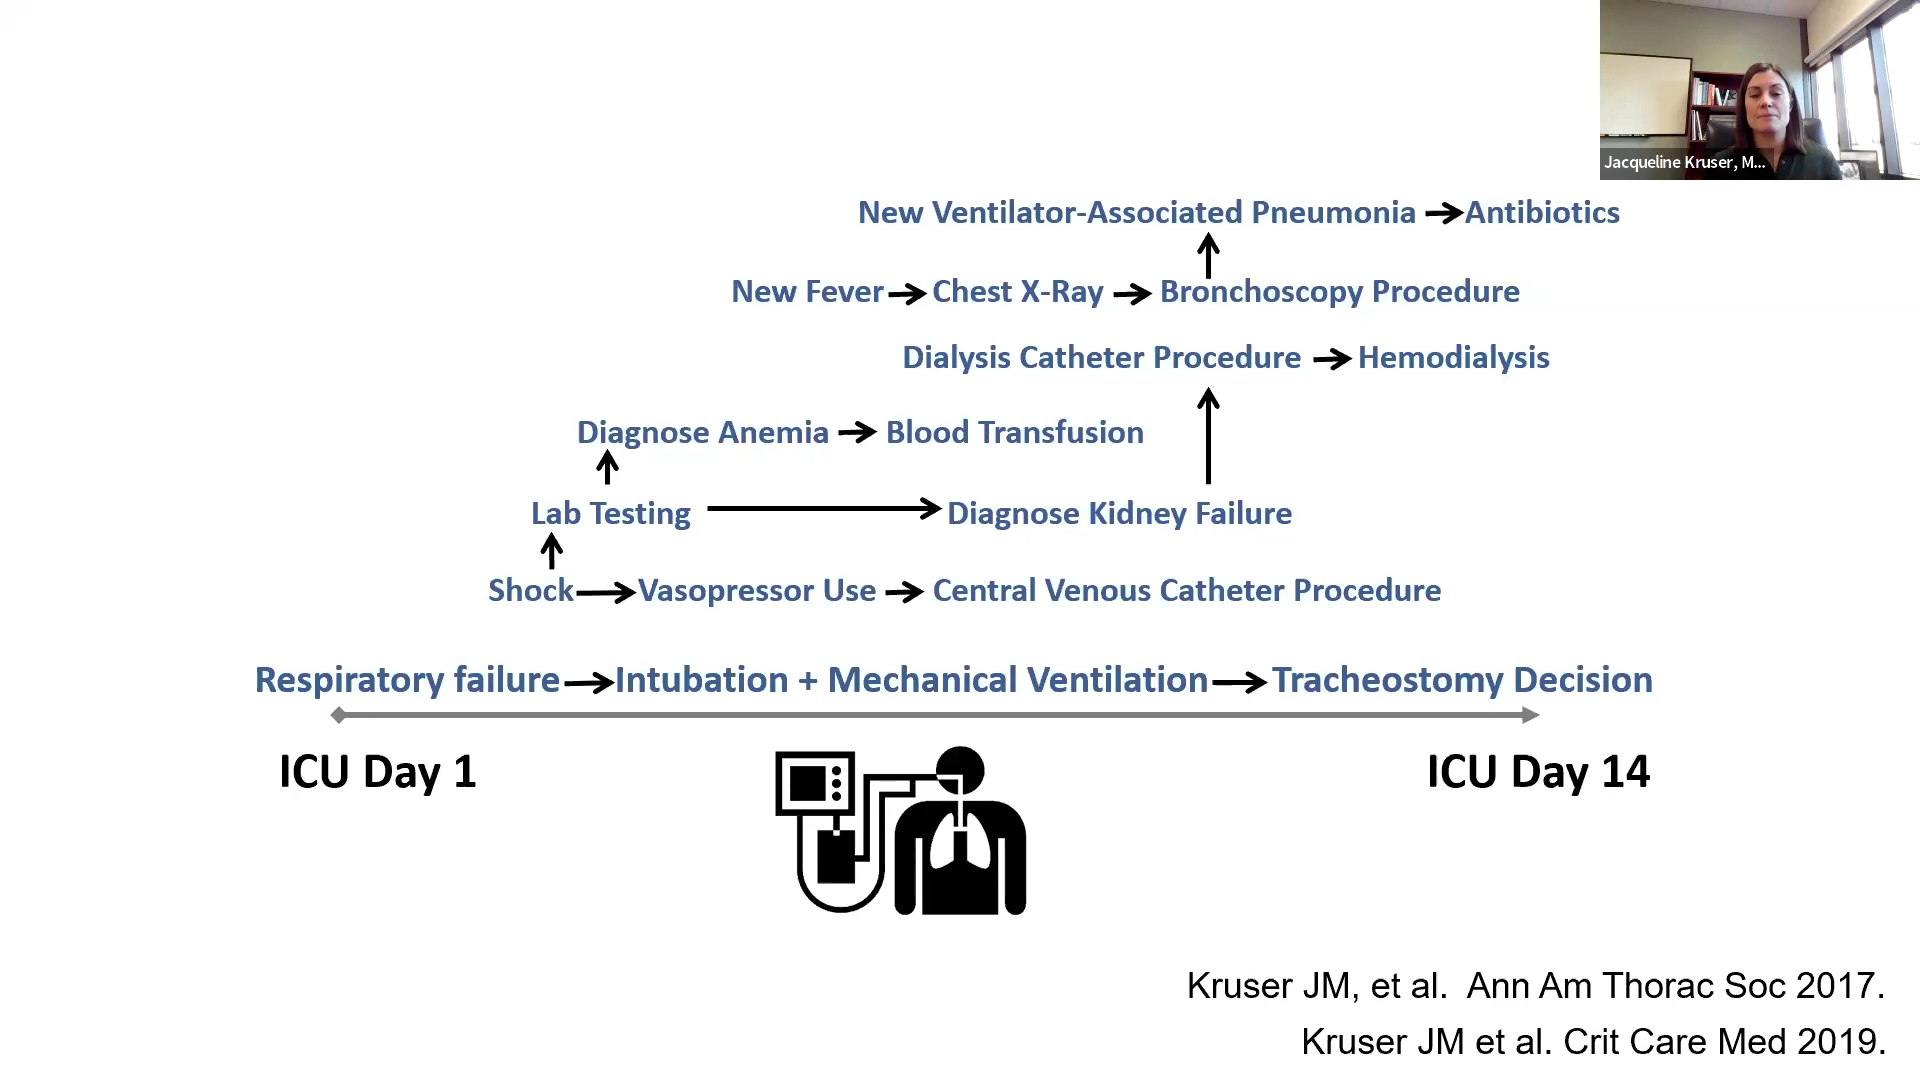 Jacqueline Kruser, M...
New Ventilator-Associated Pneumonia Antibiotics
New Fever Chest X-Ray Bronchoscopy Procedure
Dialysis Catheter Procedure Hemodialysis
Diagnose Anemia Blood Transfusion
Lab Testing Diagnose Kidney Failure
Shock Vasopressor Use Central Venous Catheter Procedure
Respiratory failure Intubation + Mechanical Ventilation Tracheostomy Decision
ICU Day 1 ICU Day 14
Kruser JM, et al. Ann Am Thorac Soc 2017.
Kruser JM et al. Crit Care Med 2019.